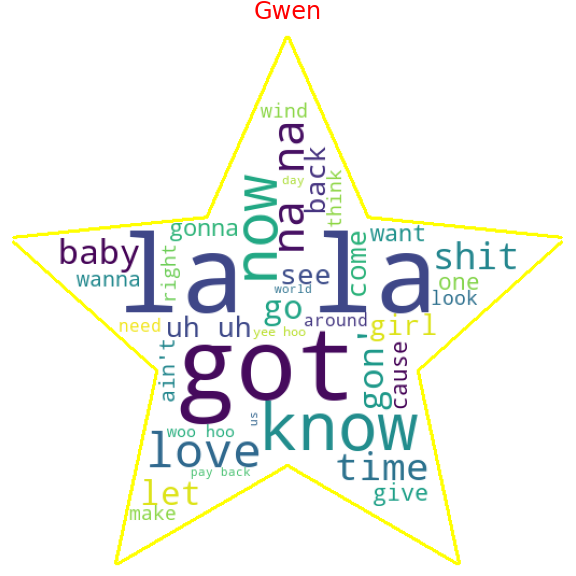 Gwen
wind
na na
day
back
think
now
gonna
la la
want
come
baby
shit
right
wanna
see
one
world
look
go
need
uh uh
yee hoo
around
girl
got
gon'
ain't
cause
know
us
woo hoo
love
pay back
time
let
give
make